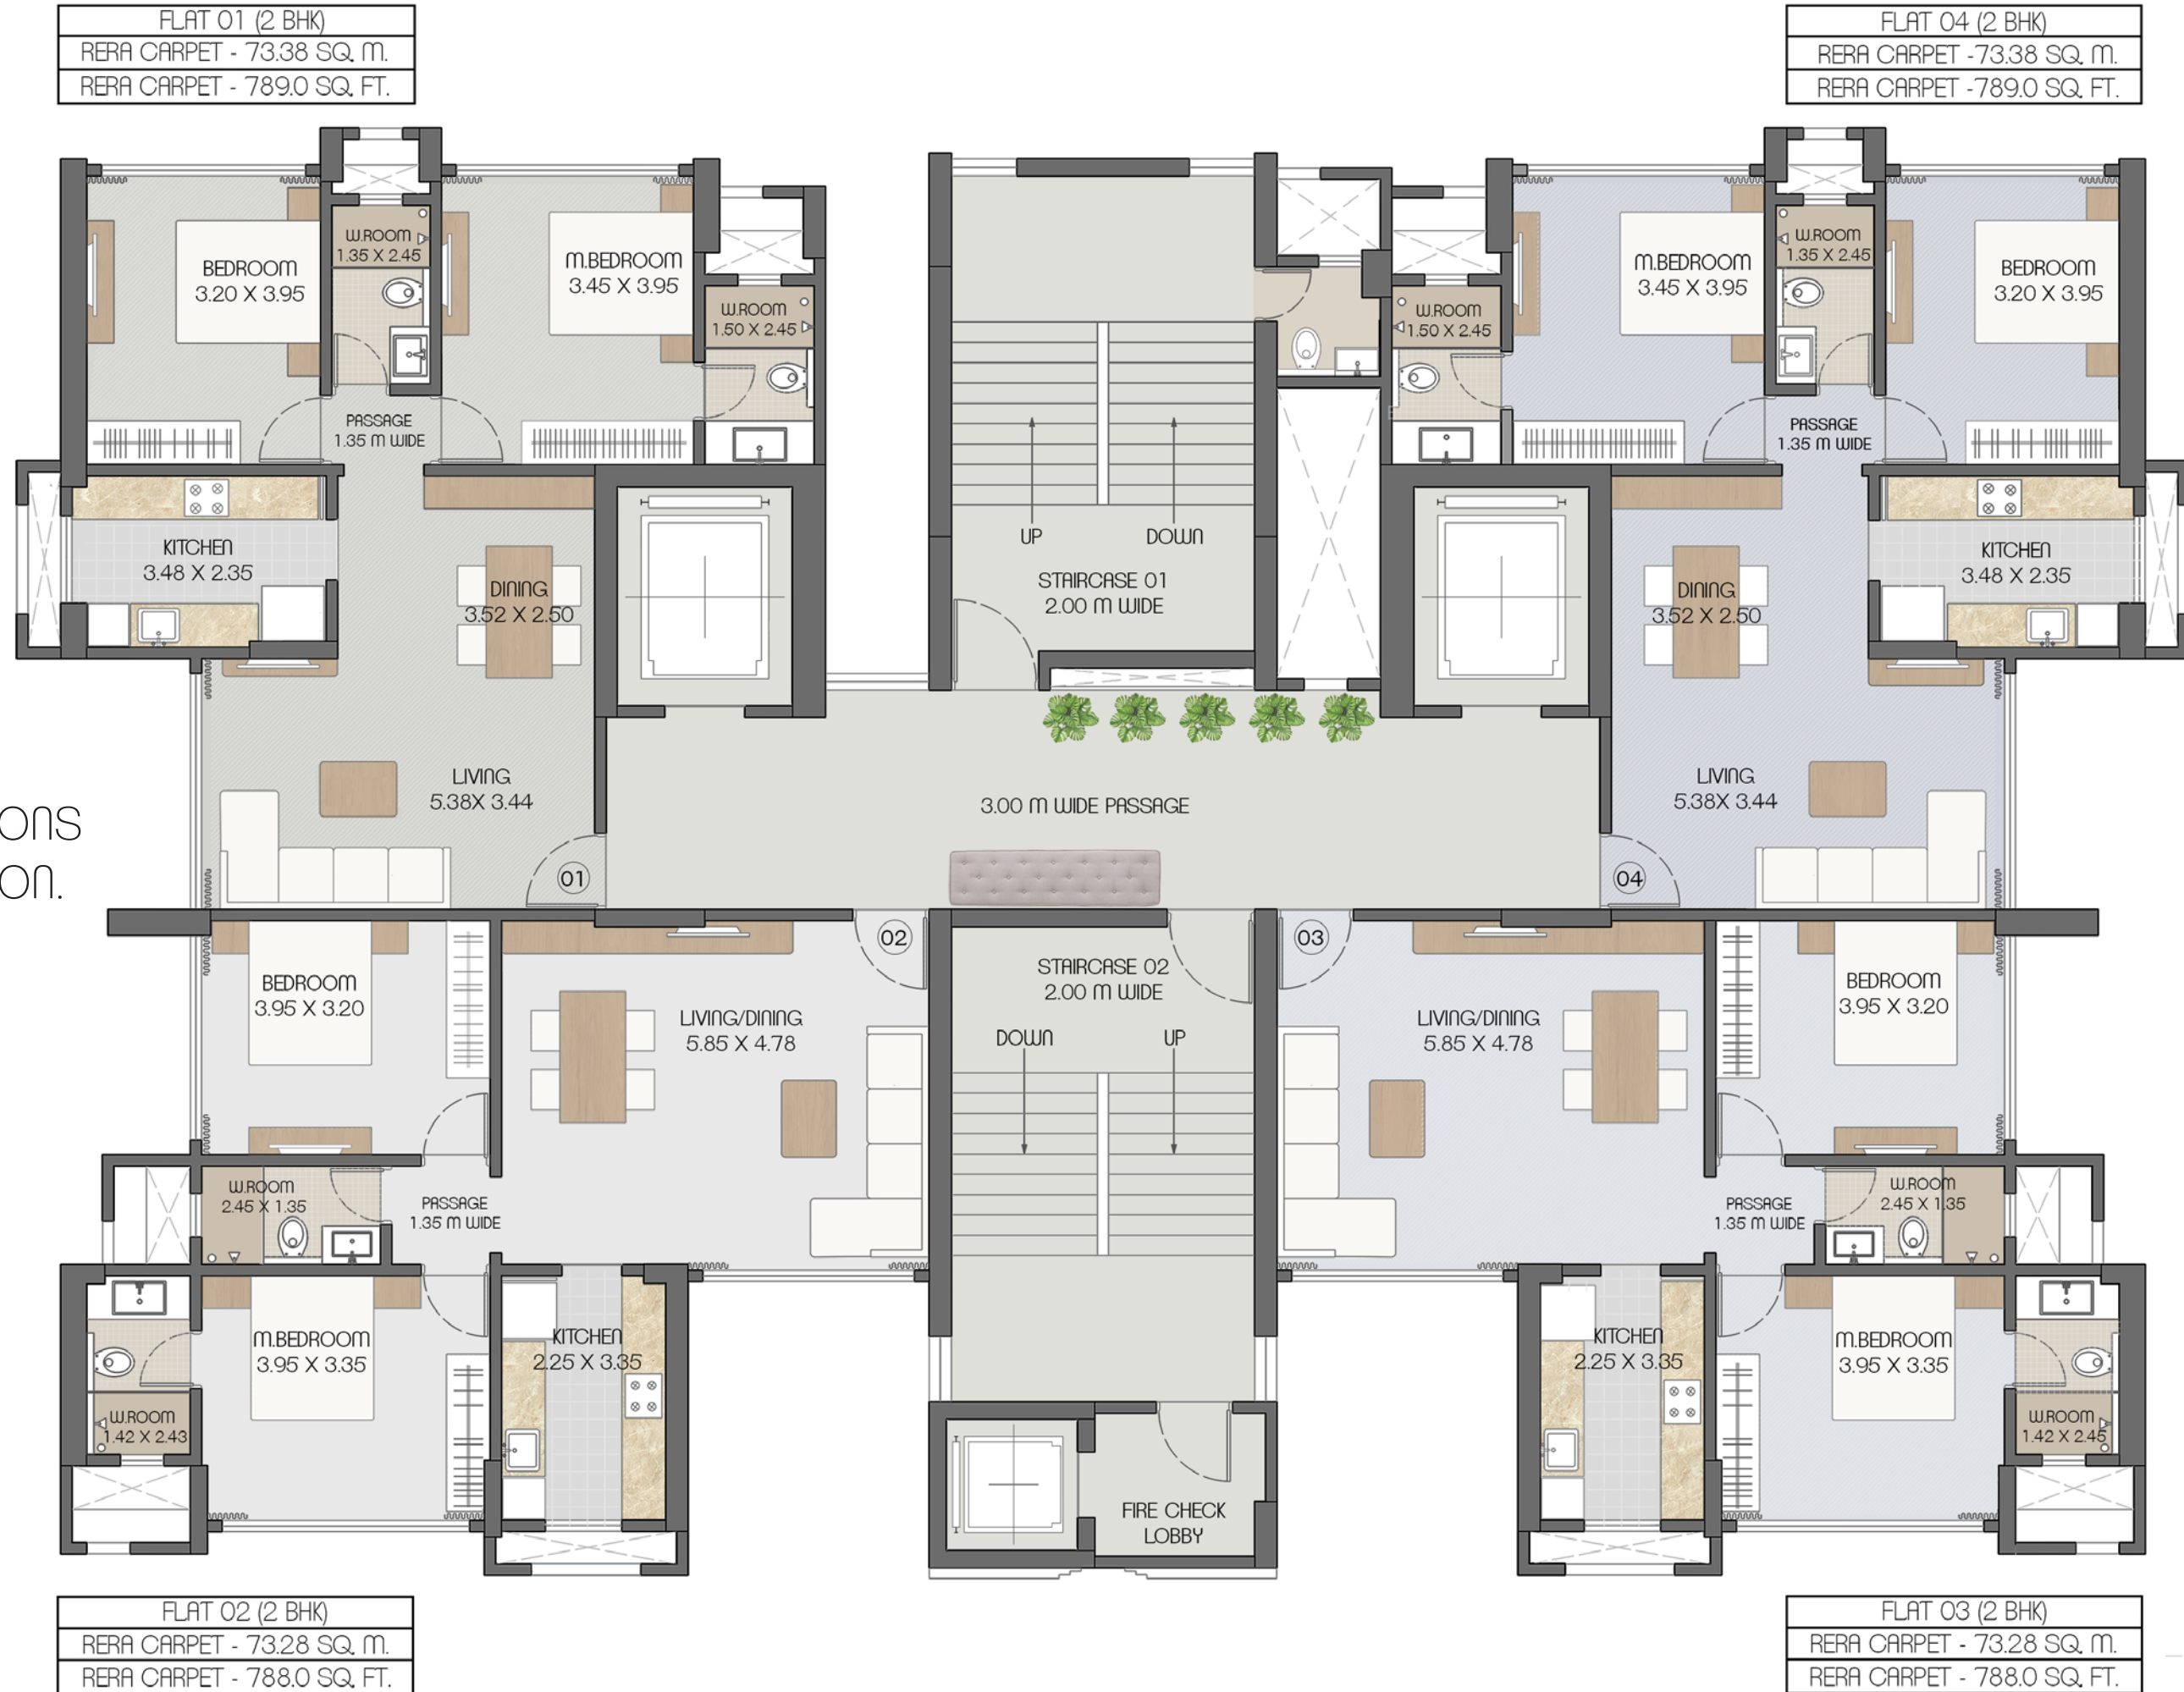 FLAT 01 (2 BHK)
RERA CARPET - 73.38 SQ. M.
RERA CARPET - 789.0 SQ. FT.
FLAT 04 (2 BHK)
RERA CARPET -73.38 SQ. M.
RERA CARPET -789.0 SQ. FT.
BEDROOM
3.20 X 3.95
W.ROOM
1.35 X 2.45
M.BEDROOM
3.45 X 3.95
W.ROOM
1.50 X 2.45
PASSAGE
1.35 M WIDE
KITCHEN
3.48 X 2.35
DINING
3.52 X 2.50
LIVING
5.38X 3.44
01
UP
DOWN
STAIRCASE 01
2.00 M WIDE
W.ROOM
1.50 X 2.45
M.BEDROOM
3.45 X 3.95
W.ROOM
1.35 X 2.45
BEDROOM
3.20 X 3.95
PASSAGE
1.35 M WIDE
KITCHEN
3.48 X 2.35
DINING
3.52 X 2.50
LIVING
5.38X 3.44
04
3.00 M WIDE PASSAGE
ons
on.
BEDROOM
3.95 X 3.20
LIVING/DINING
5.85 X 4.78
02
W.ROOM
2.45 X 1.35
PASSAGE
1.35 M WIDE
M.BEDROOM
3.95 X 3.35
W.ROOM
1.42 X 2.43
KITCHEN
2.25 X 3.35
STAIRCASE 02
2.00 M WIDE
DOWN
UP
FIRE CHECK
LOBBY
03
LIVING/DINING
5.85 X 4.78
BEDROOM
3.95 X 3.20
PASSAGE
1.35 M WIDE
W.ROOM
2.45 X 1.35
KITCHEN
2.25 X 3.35
M.BEDROOM
3.95 X 3.35
W.ROOM
1.42 X 2.45
FLAT 02 (2 BHK)
RERA CARPET - 73.28 SQ. M.
RERA CARPET - 788.0 SQ. FT.
FLAT 03 (2 BHK)
RERA CARPET - 73.28 SQ. M.
RERA CARPET - 788.0 SQ. FT.